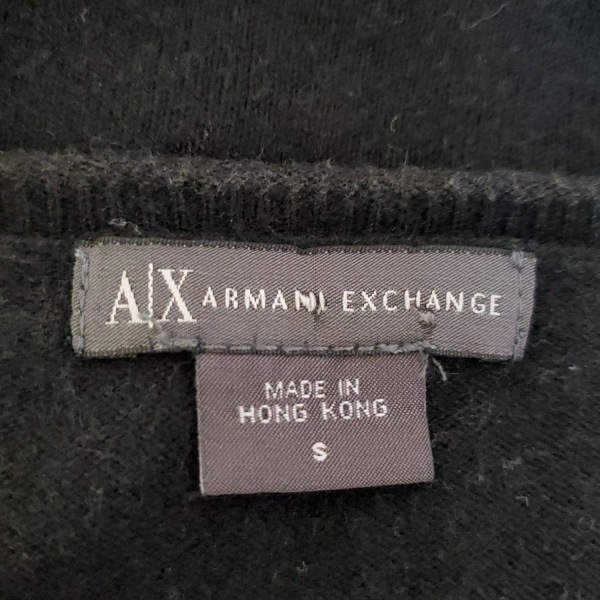 A|X ARMANI EXCHANGE
MADE IN
HONG KONG
S